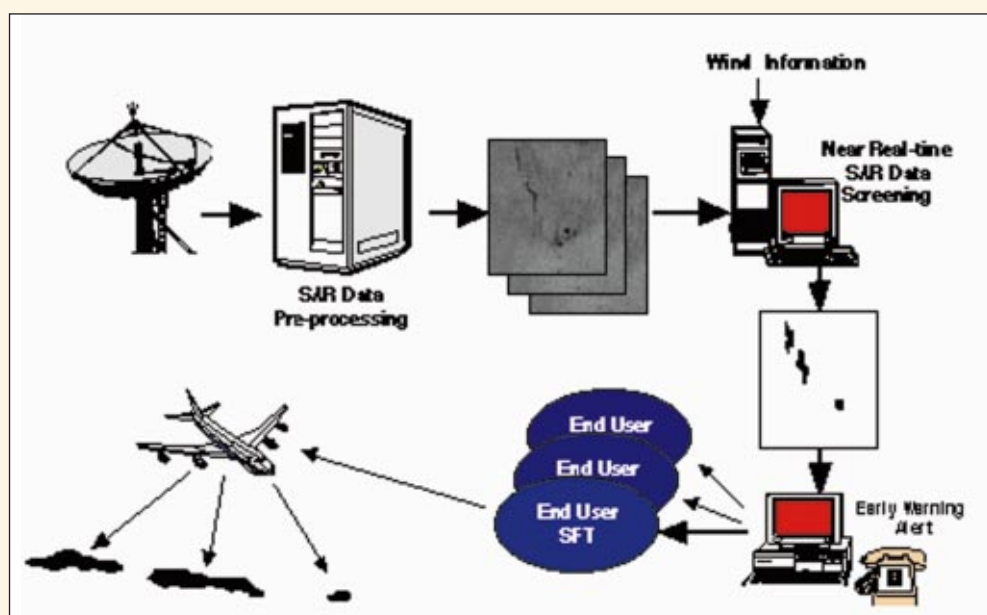 Wind Information
Near Real-time
SAR Data
Screening
SAR Data
Pre-processing
End User
End User
End User
SFT
Early Warning
Alert